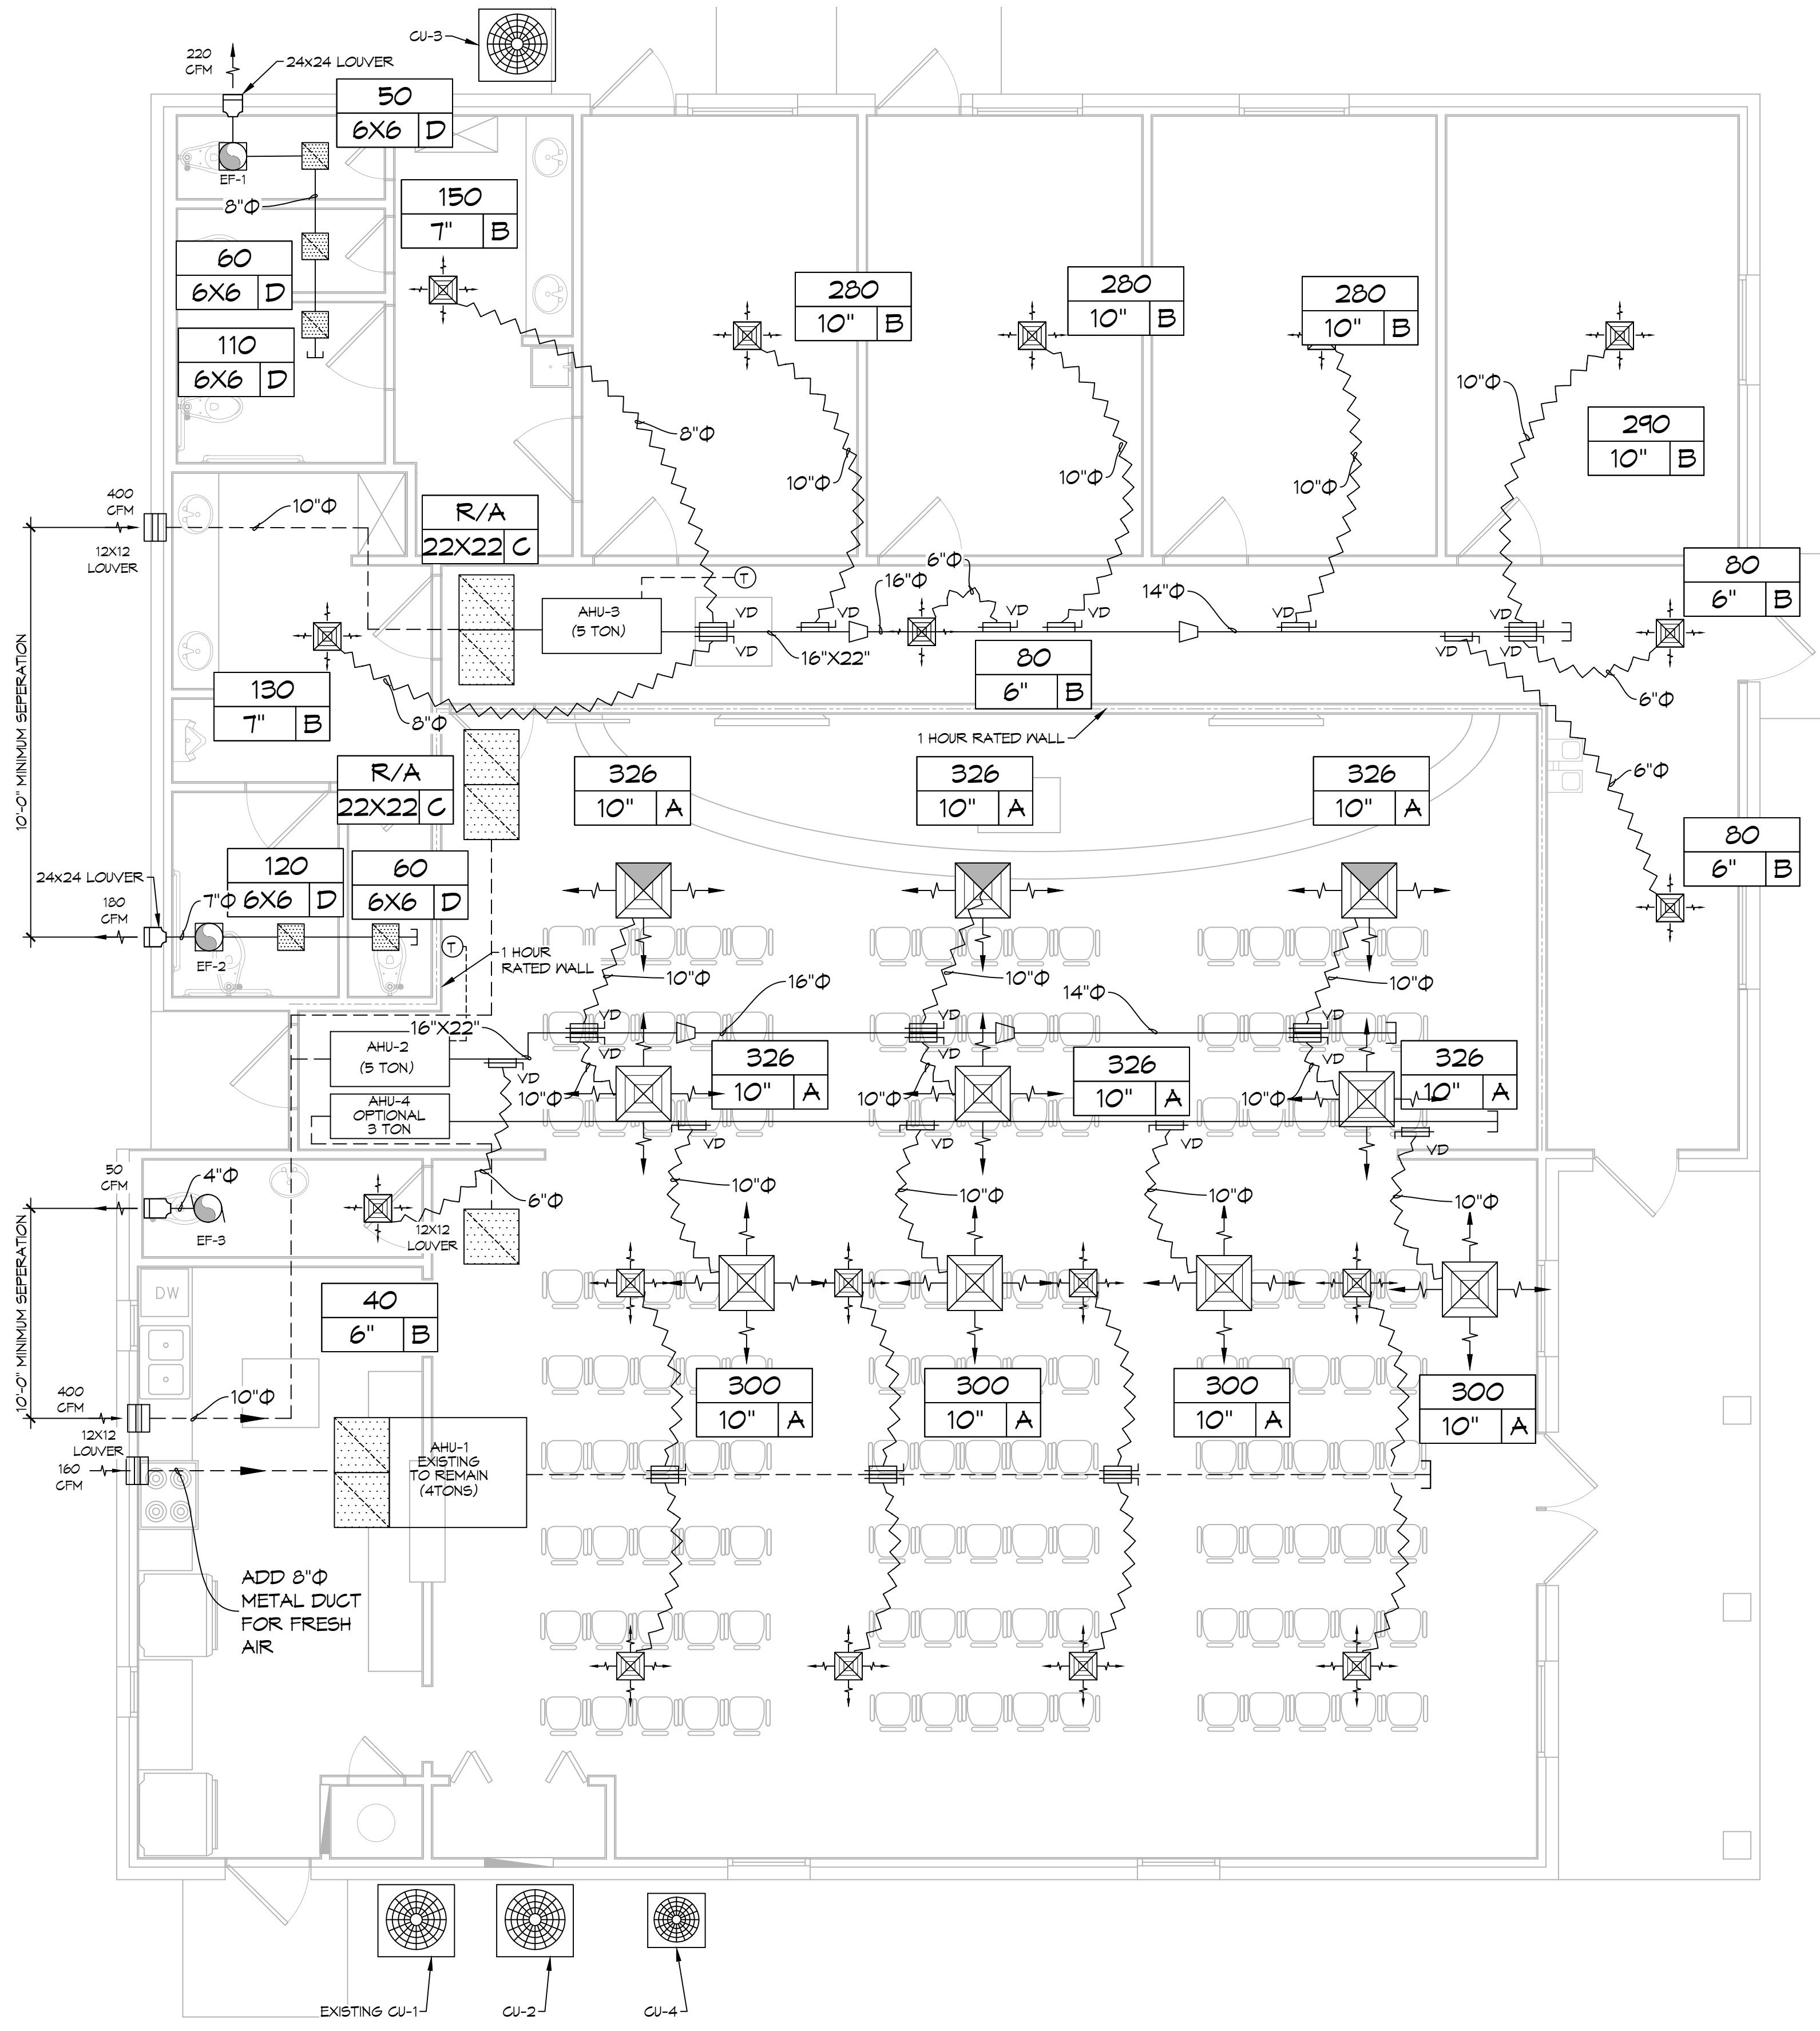 CU-3
220
CFM
24x24 LOUVER
50
6X6 D
EF-1
8"Φ
150
7" B
60
6X6 D
110
6X6 D
280
10" B
280
10" B
280
10" B
10"Φ
290
10" B
8"Φ
10"Φ
10"Φ
10"Φ
400
CFM
12X12
LOUVER
10"Φ
R/A
22X22 C
AHU-3
(5 TON)
T
VD
VD
16"X22"
VD
16"Φ
6"Φ
VD
VD
14"Φ
VD
VD
VD
80
6" B
80
6" B
6"Φ
10'-0" MINIMUM SEPERATION
130
7" B
8"Φ
1 HOUR RATED WALL
6"Φ
R/A
22X22 C
326
10" A
326
10" A
326
10" A
80
6" B
120
6X6 D
60
6X6 D
24x24 LOUVER
180
CFM
7"Φ
EF-2
T
1 HOUR
RATED WALL
10"Φ
10"Φ
10"Φ
16"Φ
14"Φ
16"X22"
AHU-2
(5 TON)
VD
VD
VD
VD
VD
VD
VD
326
10" A
326
10" A
326
10" A
10"Φ
10"Φ
10"Φ
AHU-4
OPTIONAL
3 TON
VD
VD
VD
VD
50
CFM
4"Φ
EF-3
6"Φ
12X12
LOUVER
10"Φ
10"Φ
10"Φ
10"Φ
10'-0" MINIMUM SEPERATION
DW
40
6" B
300
10" A
300
10" A
300
10" A
300
10" A
400
CFM
10"Φ
12X12
LOUVER
160
CFM
AHU-1
EXISTING
TO REMAIN
(4TONS)
ADD 8"Φ
METAL DUCT
FOR FRESH
AIR
EXISTING CU-1
CU-2
CU-4